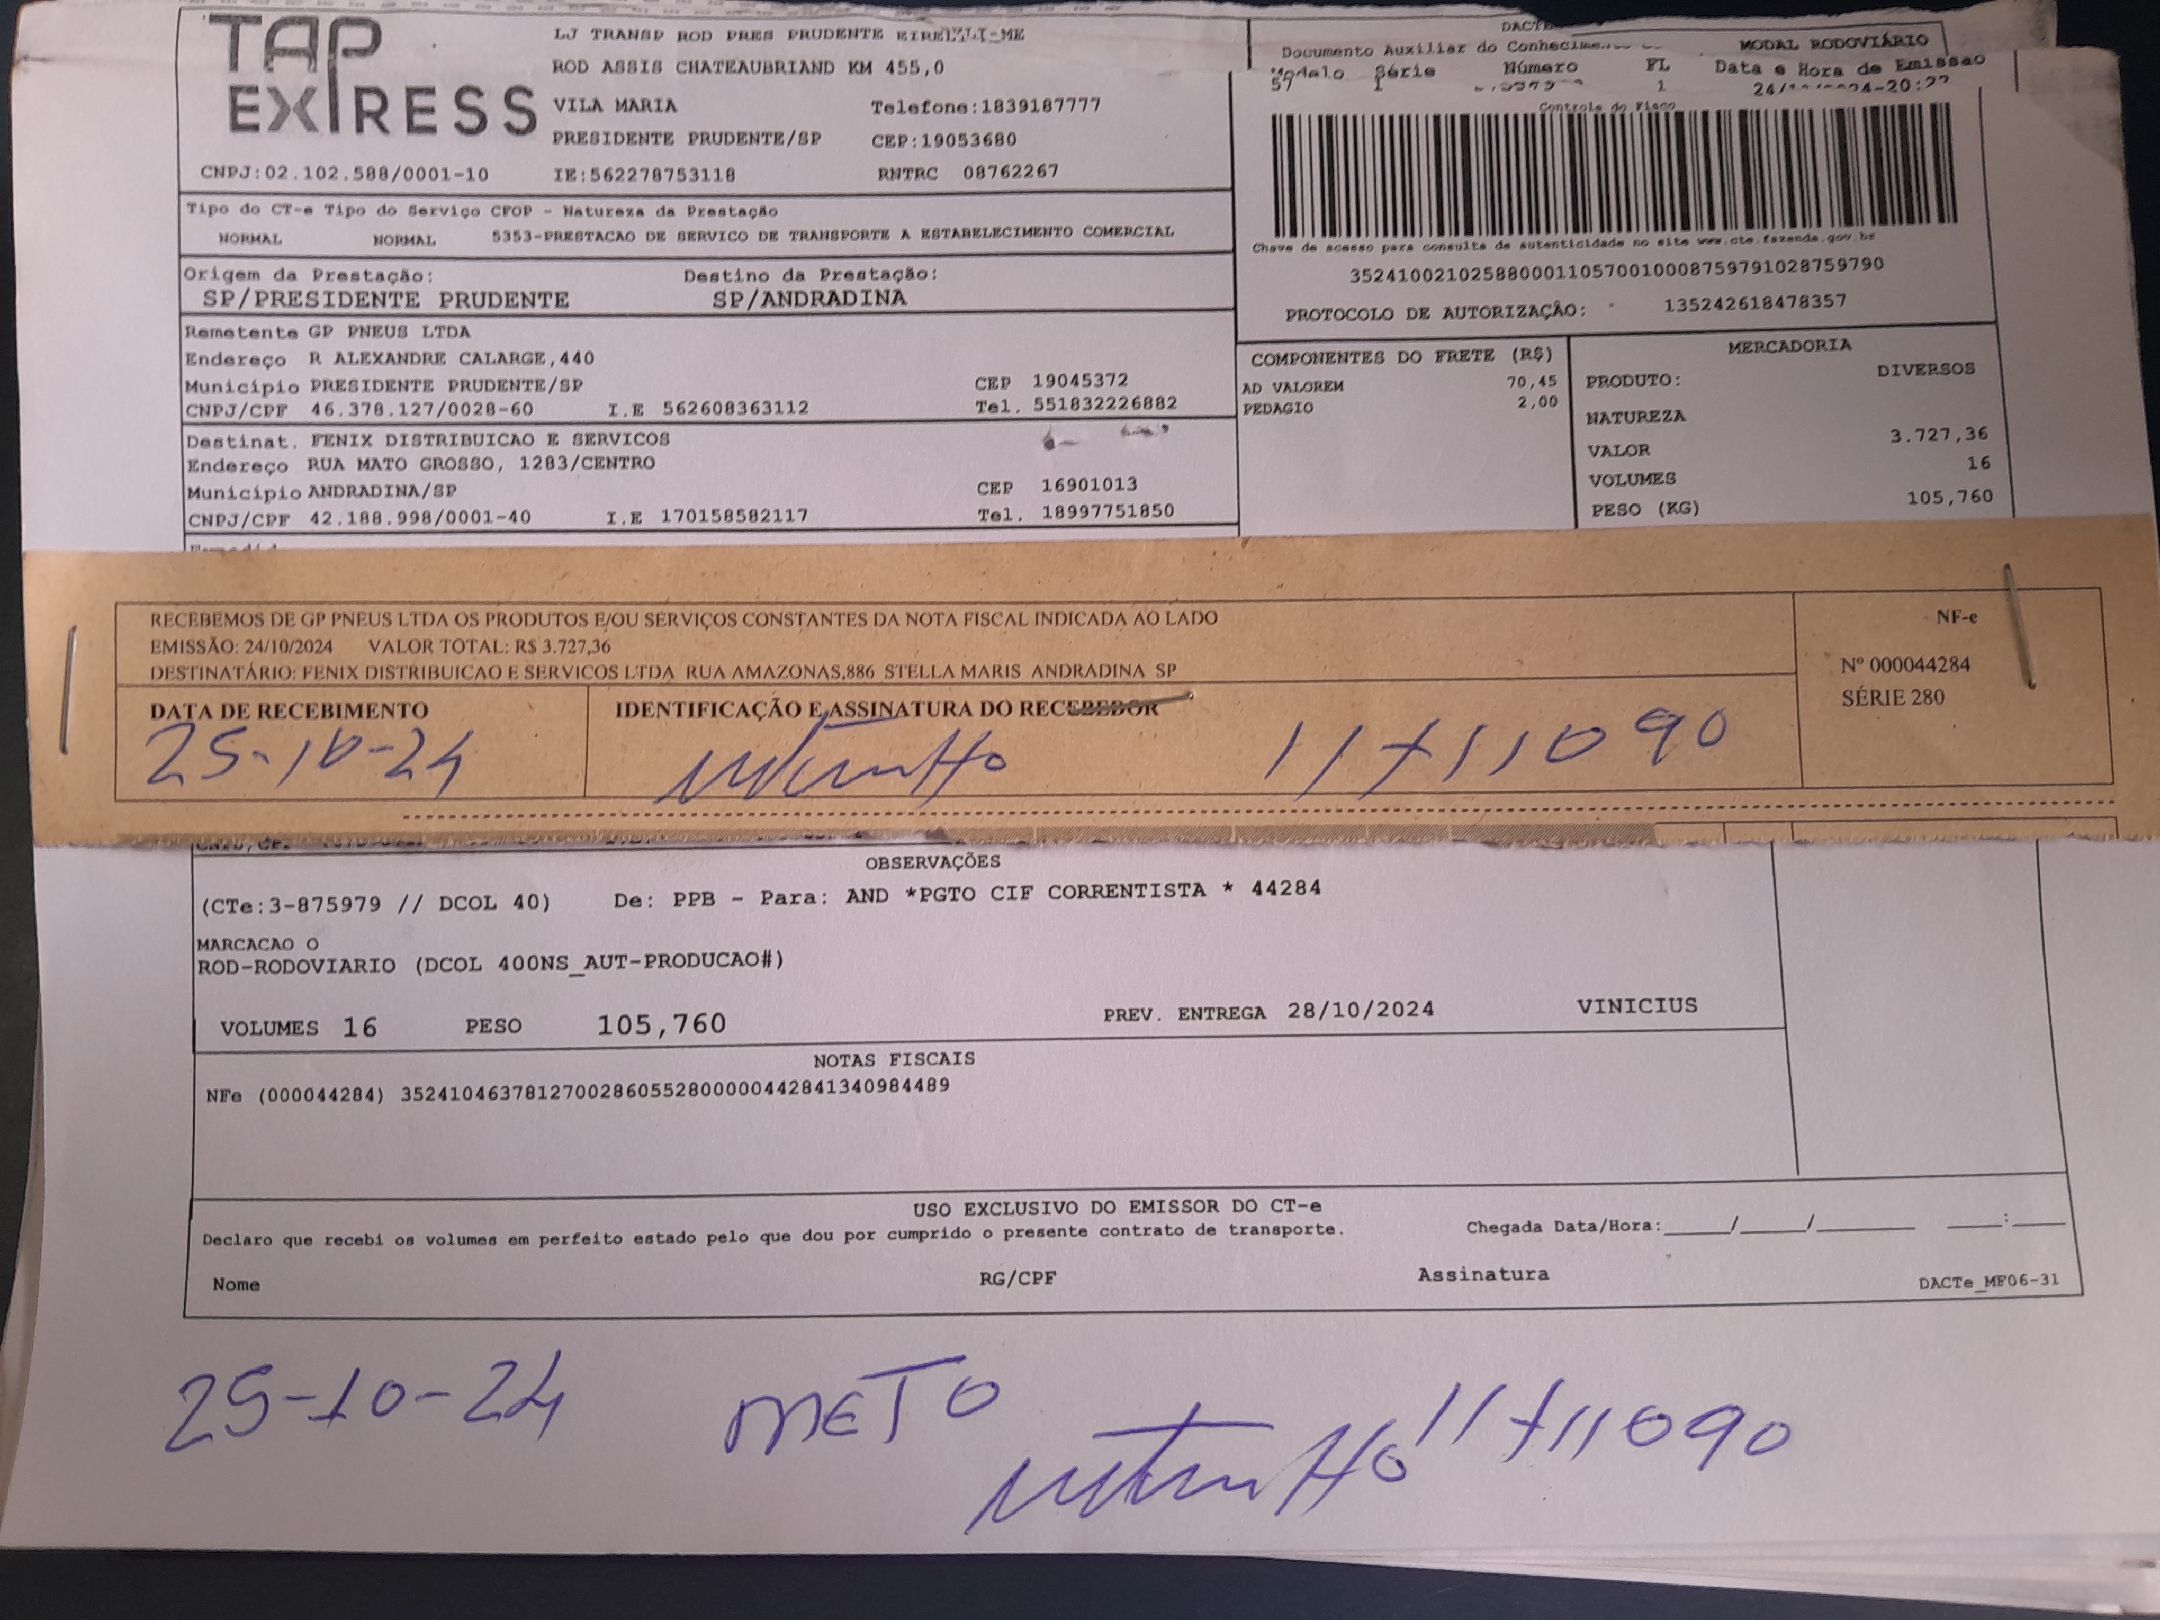 TAP EXPRESS
LJ TRANSP ROD PRES PRUDENTE EIRELI-ME
ROD ASSIS CHATEAUBRIAND KM 455,0
VILA MARIA Telefone:1839187777
PRESIDENTE PRUDENTE/SP CEP:19053680
CNPJ:02.102.588/0001-10 IE:562278753118 RNTRC 08762267
DACTE
Documento Auxiliar do MODAL RODOVIÁRIO
Modelo Série Número FL Data e Hora de Emissão
57 1 1
Controle do Fisco
Chave de acesso para consulta de autenticidade no site www.cte.fazenda.gov.br
35241002102588000110570010008759791028759790
PROTOCOLO DE AUTORIZAÇÃO: 135242618478357
Tipo do CT-e Tipo do Serviço CFOP - Natureza da Prestação
NORMAL NORMAL 5353-PRESTACAO DE SERVICO DE TRANSPORTE A ESTABELECIMENTO COMERCIAL
Origem da Prestação: Destino da Prestação:
SP/PRESIDENTE PRUDENTE SP/ANDRADINA
Remetente GP PNEUS LTDA
Endereço R ALEXANDRE CALARGE,440
Município PRESIDENTE PRUDENTE/SP CEP 19045372
CNPJ/CPF 46.378.127/0028-60 I.E 562608363112 Tel. 551832226882
Destinat. FENIX DISTRIBUICAO E SERVICOS
Endereço RUA MATO GROSSO, 1283/CENTRO
Município ANDRADINA/SP CEP 16901013
CNPJ/CPF 42.188.998/0001-40 I.E 170158582117 Tel. 18997751850
COMPONENTES DO FRETE (R$)
AD VALOREM 70,45
PEDAGIO 2,00
MERCADORIA
PRODUTO: DIVERSOS
NATUREZA
VALOR 3.727,36
VOLUMES 16
PESO (KG) 105,760
RECEBEMOS DE GP PNEUS LTDA OS PRODUTOS E/OU SERVIÇOS CONSTANTES DA NOTA FISCAL INDICADA AO LADO
EMISSÃO: 24/10/2024 VALOR TOTAL: R$ 3.727,36
DESTINATÁRIO: FENIX DISTRIBUICAO E SERVICOS LTDA RUA AMAZONAS,886 STELLA MARIS ANDRADINA SP
NF-e
Nº 000044284
SÉRIE 280
DATA DE RECEBIMENTO IDENTIFICAÇÃO E ASSINATURA DO RECEBEDOR
25-10-24 11711090
OBSERVAÇÕES
(CTe:3-875979 // DCOL 40) De: PPB - Para: AND *PGTO CIF CORRENTISTA * 44284
MARCACAO O
ROD-RODOVIARIO (DCOL 400NS_AUT-PRODUCAO#)
VOLUMES 16 PESO 105,760 PREV. ENTREGA 28/10/2024 VINICIUS
NOTAS FISCAIS
NFe (000044284) 35241046378127002860552800000442841340984489
USO EXCLUSIVO DO EMISSOR DO CT-e
Declaro que recebi os volumes em perfeito estado pelo que dou por cumprido o presente contrato de transporte. Chegada Data/Hora:____/____/______ ___:___
Nome RG/CPF Assinatura DACTe_MF06-31
25-10-24 METO 11711090